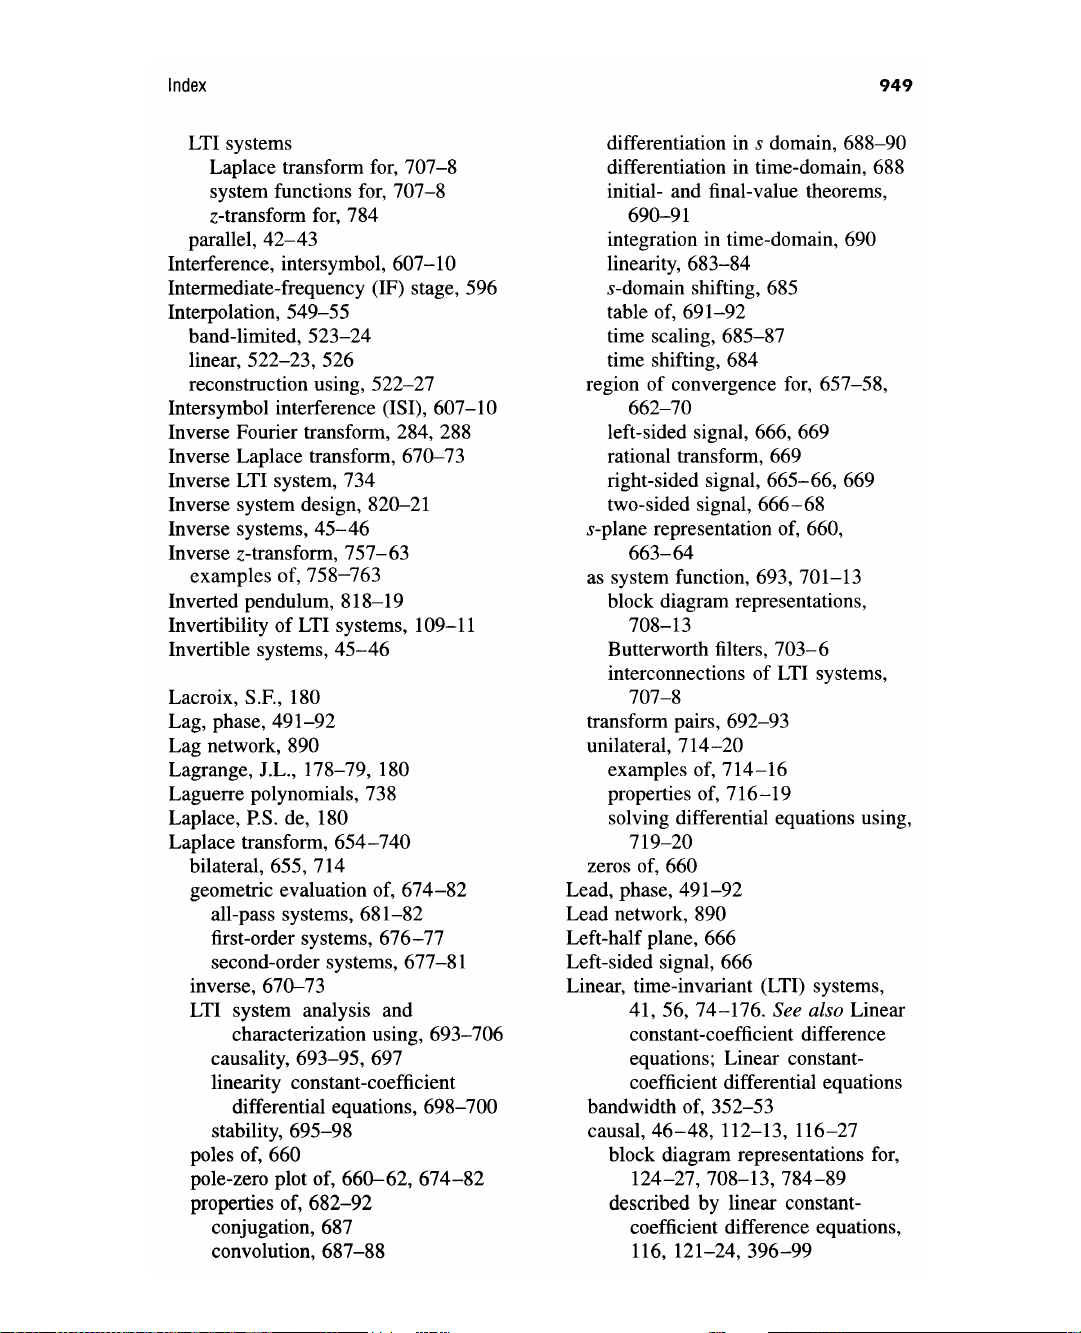 Index
949
LTI systems
Laplace transform for, 707–8
system functions for, 707–8
z-transform for, 784
parallel, 42–43
Interference, intersymbol, 607–10
Intermediate-frequency (IF) stage, 596
Interpolation, 549–55
band-limited, 523–24
linear, 522–23, 526
reconstruction using, 522–27
Intersymbol interference (ISI), 607–10
Inverse Fourier transform, 284, 288
Inverse Laplace transform, 670–73
Inverse LTI system, 734
Inverse system design, 820–21
Inverse systems, 45–46
Inverse z-transform, 757–63
examples of, 758–763
Inverted pendulum, 818–19
Invertibility of LTI systems, 109–11
Invertible systems, 45–46
Lacroix, S.F., 180
Lag, phase, 491–92
Lag network, 890
Lagrange, J.L., 178–79, 180
Laguerre polynomials, 738
Laplace, P.S. de, 180
Laplace transform, 654–740
bilateral, 655, 714
geometric evaluation of, 674–82
all-pass systems, 681–82
first-order systems, 676–77
second-order systems, 677–81
inverse, 670–73
LTI system analysis and
characterization using, 693–706
causality, 693–95, 697
linearity constant-coefficient
differential equations, 698–700
stability, 695–98
poles of, 660
pole-zero plot of, 660–62, 674–82
properties of, 682–92
conjugation, 687
convolution, 687–88
differentiation in s domain, 688–90
differentiation in time-domain, 688
initial- and final-value theorems,
690–91
integration in time-domain, 690
linearity, 683–84
s-domain shifting, 685
table of, 691–92
time scaling, 685–87
time shifting, 684
region of convergence for, 657–58,
662–70
left-sided signal, 666, 669
rational transform, 669
right-sided signal, 665–66, 669
two-sided signal, 666–68
s-plane representation of, 660,
663–64
as system function, 693, 701–13
block diagram representations,
708–13
Butterworth filters, 703–6
interconnections of LTI systems,
707–8
transform pairs, 692–93
unilateral, 714–20
examples of, 714–16
properties of, 716–19
solving differential equations using,
719–20
zeros of, 660
Lead, phase, 491–92
Lead network, 890
Left-half plane, 666
Left-sided signal, 666
Linear, time-invariant (LTI) systems,
41, 56, 74–176. See also Linear
constant-coefficient difference
equations; Linear constant-
coefficient differential equations
bandwidth of, 352–53
causal, 46–48, 112–13, 116–27
block diagram representations for,
124–27, 708–13, 784–89
described by linear constant-
coefficient difference equations,
116, 121–24, 396–99